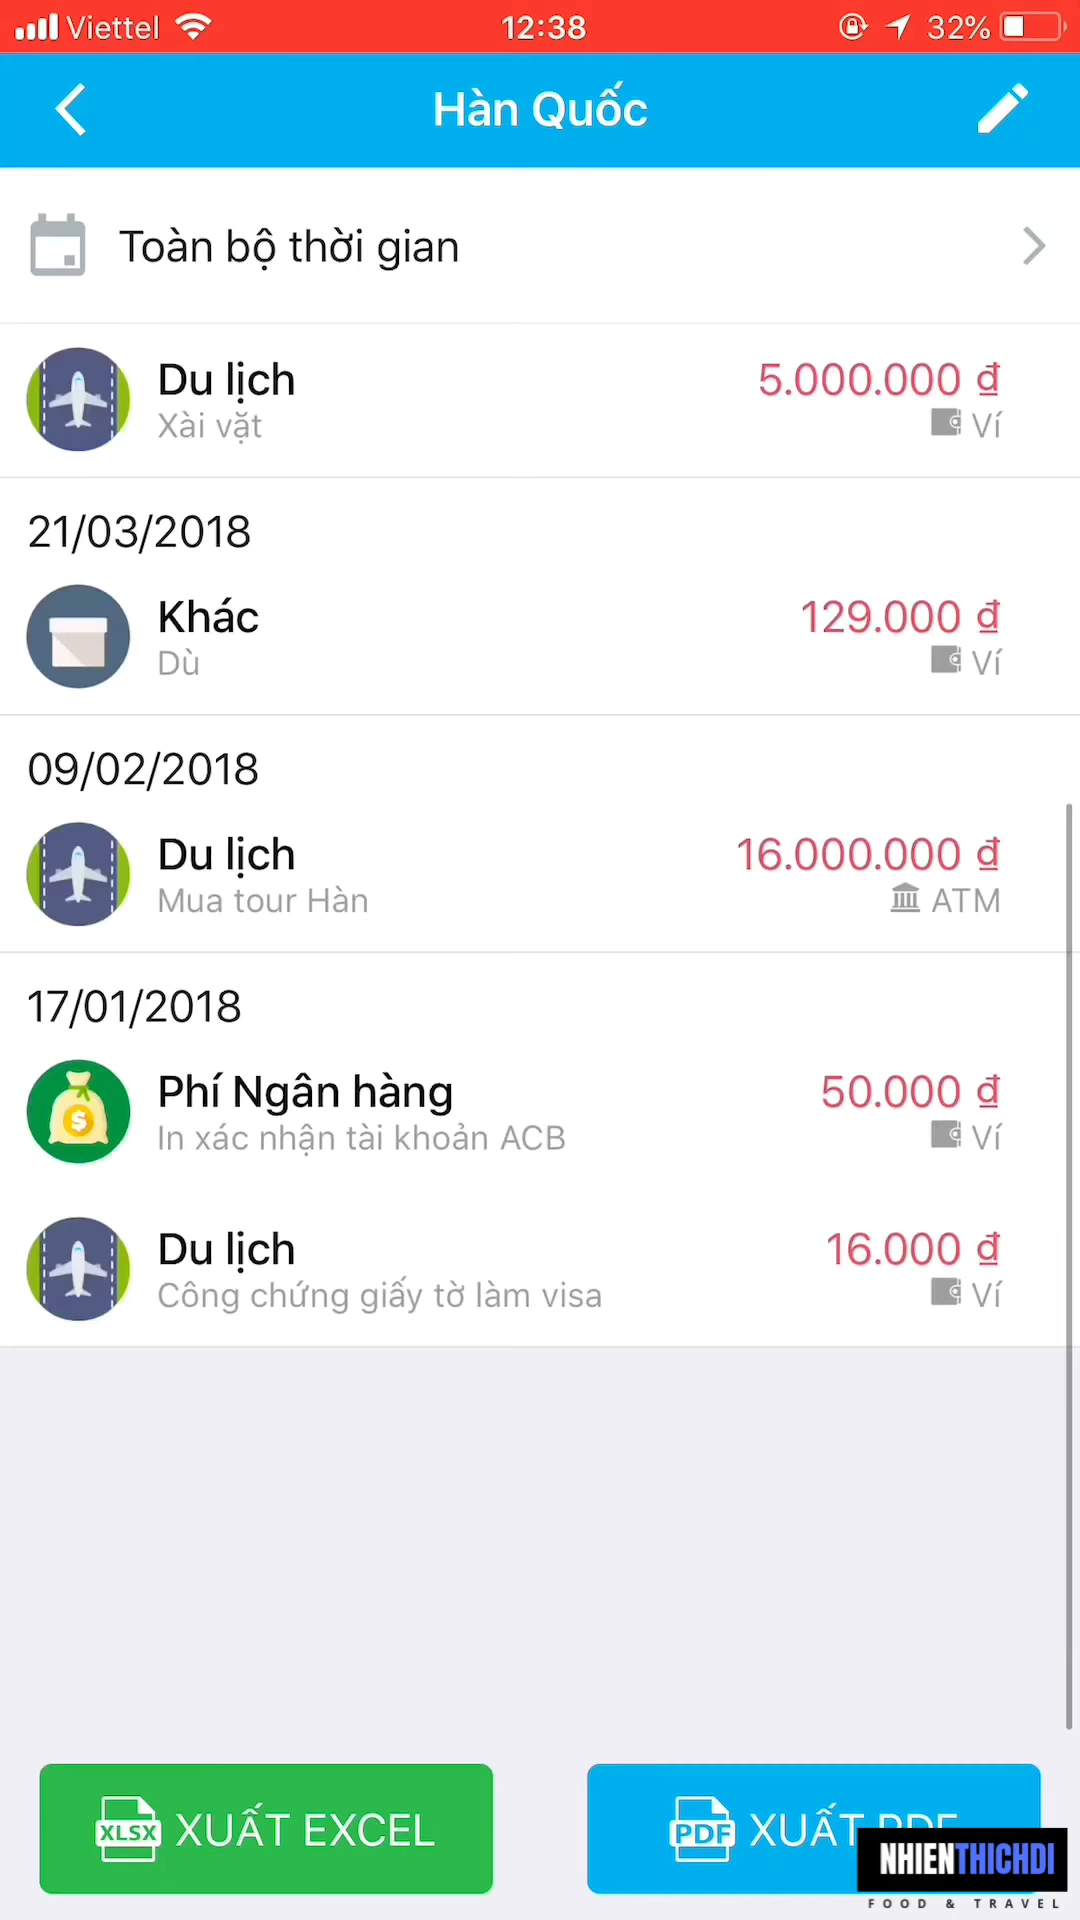 Viettel 12:38 32%
Hàn Quốc
Toàn bộ thời gian
Du lịch 5.000.000 ₫
Xài vặt Ví
21/03/2018
Khác 129.000 ₫
Dù Ví
09/02/2018
Du lịch 16.000.000 ₫
Mua tour Hàn ATM
17/01/2018
Phí Ngân hàng 50.000 ₫
In xác nhận tài khoản ACB Ví
Du lịch 16.000 ₫
Công chứng giấy tờ làm visa Ví
XLSX XUẤT EXCEL PDF XUẤT PDF
NHIENTHICHDI
FOOD & TRAVEL